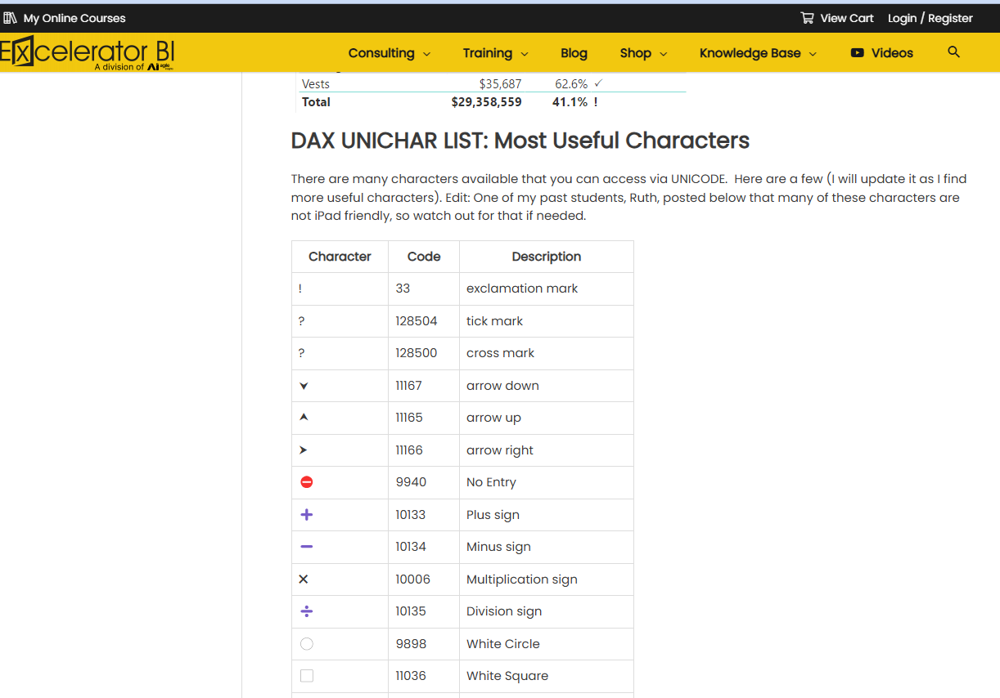 My Online Courses
View Cart Login / Register
Excelerator BI
A division of
Consulting Training Blog Shop Knowledge Base Videos
Vests $35,687 62.6% ✓
Total $29,358,559 41.1% !
DAX UNICHAR LIST: Most Useful Characters
There are many characters available that you can access via UNICODE.  Here are a few (I will update it as I find
more useful characters). Edit: One of my past students, Ruth, posted below that many of these characters are
not iPad friendly, so watch out for that if needed.
Character Code Description
! 33 exclamation mark
? 128504 tick mark
? 128500 cross mark
⮟ 11167 arrow down
⮝ 11165 arrow up
⮞ 11166 arrow right
⛔ 9940 No Entry
➕ 10133 Plus sign
➖ 10134 Minus sign
✖ 10006 Multiplication sign
➗ 10135 Division sign
⚪ 9898 White Circle
⬜ 11036 White Square